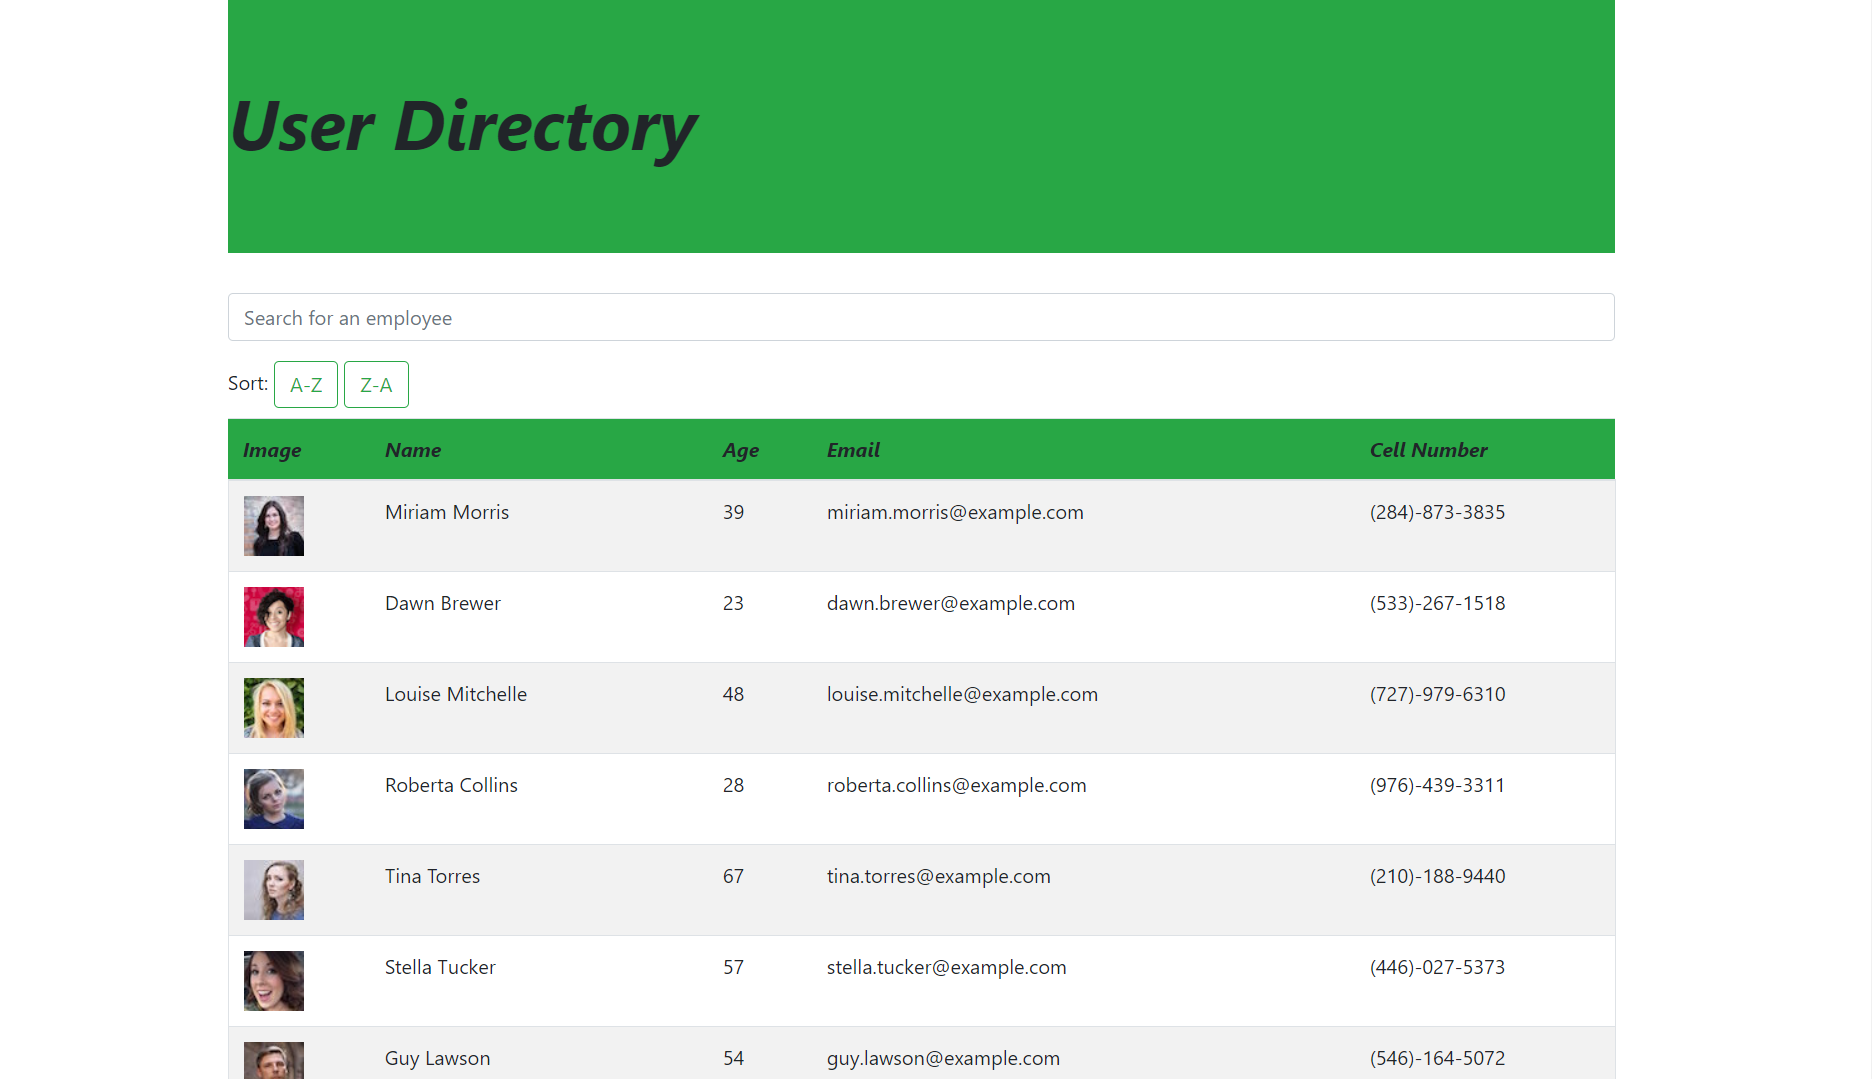 User Directory
Search for an employee
Sort: A-Z Z-A
Image Name Age Email Cell Number
Miriam Morris 39 miriam.morris@example.com (284)-873-3835
Dawn Brewer 23 dawn.brewer@example.com (533)-267-1518
Louise Mitchelle 48 louise.mitchelle@example.com (727)-979-6310
Roberta Collins 28 roberta.collins@example.com (976)-439-3311
Tina Torres 67 tina.torres@example.com (210)-188-9440
Stella Tucker 57 stella.tucker@example.com (446)-027-5373
Guy Lawson 54 guy.lawson@example.com (546)-164-5072